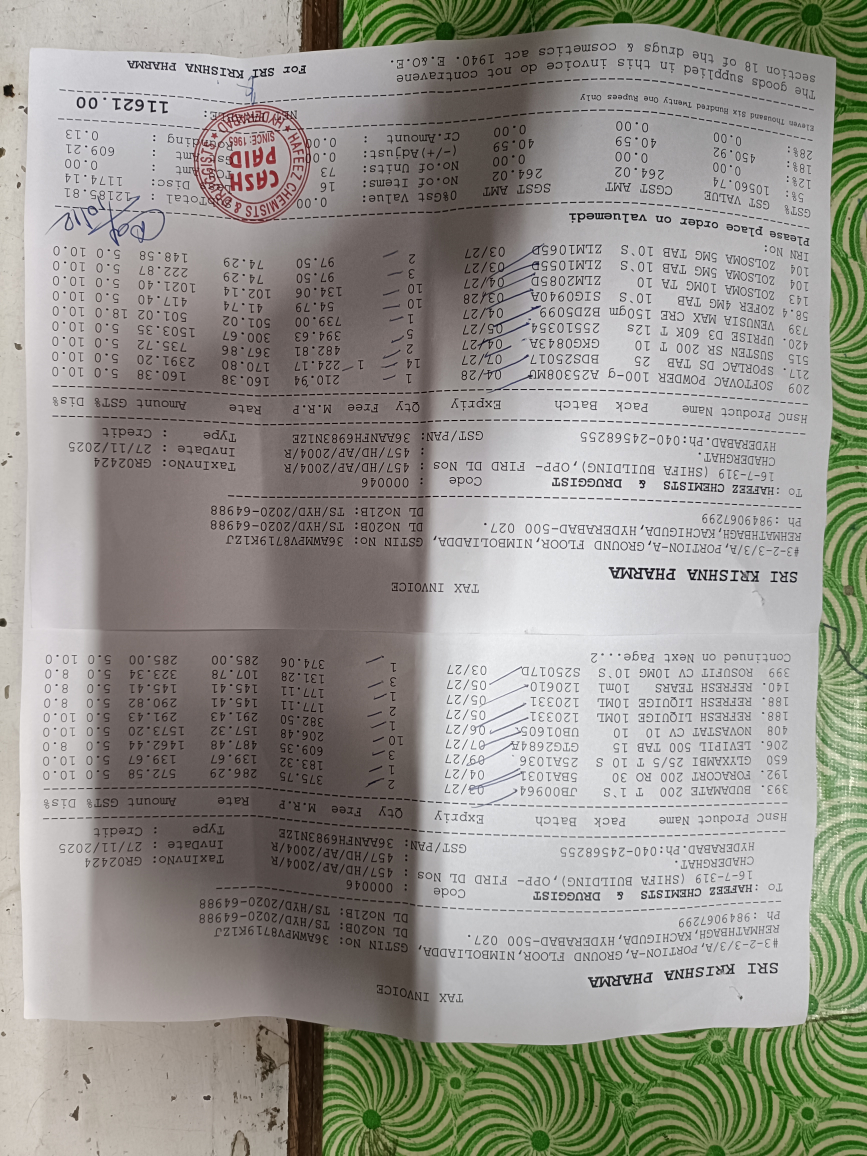 TAX INVOICE
SRI KRISHNA PHARMA
#3-2-3/3/A, PORTION-A, GROUND FLOOR, NIMBOLIADDA, GSTIN No: 36AWMPV8719K1ZJ
REHMATHBAGH, KACHIGUDA, HYDERABAD-500 027. DL No20B: TS/HYD/2020-64988
Ph :9849067299 DL No21B: TS/HYD/2020-64988
To :HAFEEZ CHEMISTS & DRUGGIST Code : 000046
16-7-319 (SHIFA BUILDING),OPP- FIRD DL Nos : 457/HD/AP/2004/R TaxInvNo: GR02424
CHADERGHAT. : 457/HD/AP/2004/R InvDate : 27/11/2025
HYDERABAD.Ph:040-24568255 GST/PAN: 36AANFH6983N1ZE Type : Credit
Hsnc Product Name Pack Batch Expriy Qty Free M.R.P Rate Amount GST% Dis%
393. BUDAMATE 200 T 1`S JB00964 03/27 2 375.75 286.29 572.58 5.0 10.0
192. FORACORT 200 RO 30 5BA1031 04/27 1 183.32 139.67 139.67 5.0 10.0
650 GLYXAMBI 25/5 T 10 S 25A1036 09/27 3 609.35 487.48 1462.44 5.0 8.0
206. LEVIPIL 500 TAB 15 GTG2684A 07/27 10 206.48 157.32 1573.20 5.0 10.0
408 NOVASTAT CV 10 10 UB01605 06/27 1 382.50 291.43 291.43 5.0 10.0
188. REFRESH LIQUIGE 10ML 120331 05/27 2 177.11 145.41 290.82 5.0 8.0
188. REFRESH LIQUIGE 10ML 120331 05/27 1 177.11 145.41 145.41 5.0 8.0
140. REFRESH TEARS 10ml 120610 05/27 3 131.28 107.78 323.34 5.0 8.0
399 ROSUFIT CV 10MG 10`S S25017D 03/27 1 374.06 285.00 285.00 5.0 10.0
Continued on Next Page...2
TAX INVOICE
SRI KRISHNA PHARMA
#3-2-3/3/A, PORTION-A, GROUND FLOOR, NIMBOLIADDA, GSTIN No: 36AWMPV8719K1ZJ
REHMATHBAGH, KACHIGUDA, HYDERABAD-500 027. DL No20B: TS/HYD/2020-64988
Ph :9849067299 DL No21B: TS/HYD/2020-64988
To :HAFEEZ CHEMISTS & DRUGGIST Code : 000046
16-7-319 (SHIFA BUILDING),OPP- FIRD DL Nos : 457/HD/AP/2004/R TaxInvNo: GR02424
CHADERGHAT. : 457/HD/AP/2004/R InvDate : 27/11/2025
HYDERABAD.Ph:040-24568255 GST/PAN: 36AANFH6983N1ZE Type : Credit
Hsnc Product Name Pack Batch Expriy Qty Free M.R.P Rate Amount GST% Dis%
209 SOFTOVAC POWDER 100-g A25308M0 04/28 1 210.94 160.38 160.38 5.0 10.0
217. SPORLAC DS TAB 25 BDS25017 07/27 14 1 224.17 170.80 2391.20 5.0 10.0
515 SUSTEN SR 200 T 10 GK0843A 04/27 2 482.81 367.86 735.72 5.0 10.0
420. UPRISE D3 60K T 12s 25510354 05/27 5 394.63 300.67 1503.35 5.0 10.0
739 VENUSIA MAX CRE 150gm BZD5099 04/27 1 739.00 501.02 501.02 18.0 10.0
58.4 ZOFER 4MG TAB 10`S SIG0940A 03/28 10 54.79 41.74 417.40 5.0 10.0
143 ZOLSOMA 10MG TA 10 ZLM2085D 04/27 10 134.06 102.14 1021.40 5.0 10.0
104 ZOLSOMA 5MG TAB 10`S ZLM1055D 03/27 3 97.50 74.29 222.87 5.0 10.0
104 ZOLSOMA 5MG TAB 10`S ZLM1065D 03/27 2 97.50 74.29 148.58 5.0 10.0
IRN No:
Please place order on valuemedi
GST% GST VALUE CGST AMT SGST AMT 0%Gst Value: 0.00 Total : 12185.81
5%: 10560.74 264.02 264.02 No.of Items: 16 Disc: 1174.14
12%: 0.00 0.00 0.00 No.of Units: 73 0.00
18%: 450.92 40.59 40.59 (-/+)Adjust: 0.00 Amt : 609.21
28%: 0.00 0.00 0.00 Cr.Amount : 0.00 0.13
Eleven Thousand Six Hundred Twenty One Rupees Only 11621.00
HAFEEZ CHEMISTS & DRUGGISTS HYDERABAD
CASH PAID
SINCE: 1965
The goods supplied in this invoice do not contravene
section 18 of the drugs & cosmetics act 1940. E.&O.E. For SRI KRISHNA PHARMA